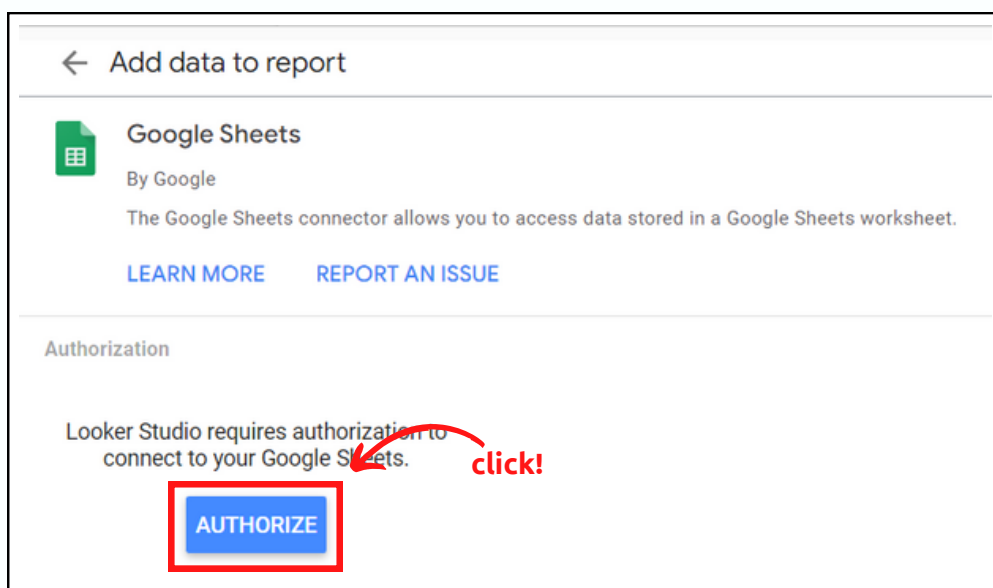 Add data to report
Google Sheets
By Google
The Google Sheets connector allows you to access data stored in a Google Sheets worksheet.
LEARN MORE REPORT AN ISSUE
Authorization
Looker Studio requires authorization to
connect to your Google Sheets.
click!
AUTHORIZE